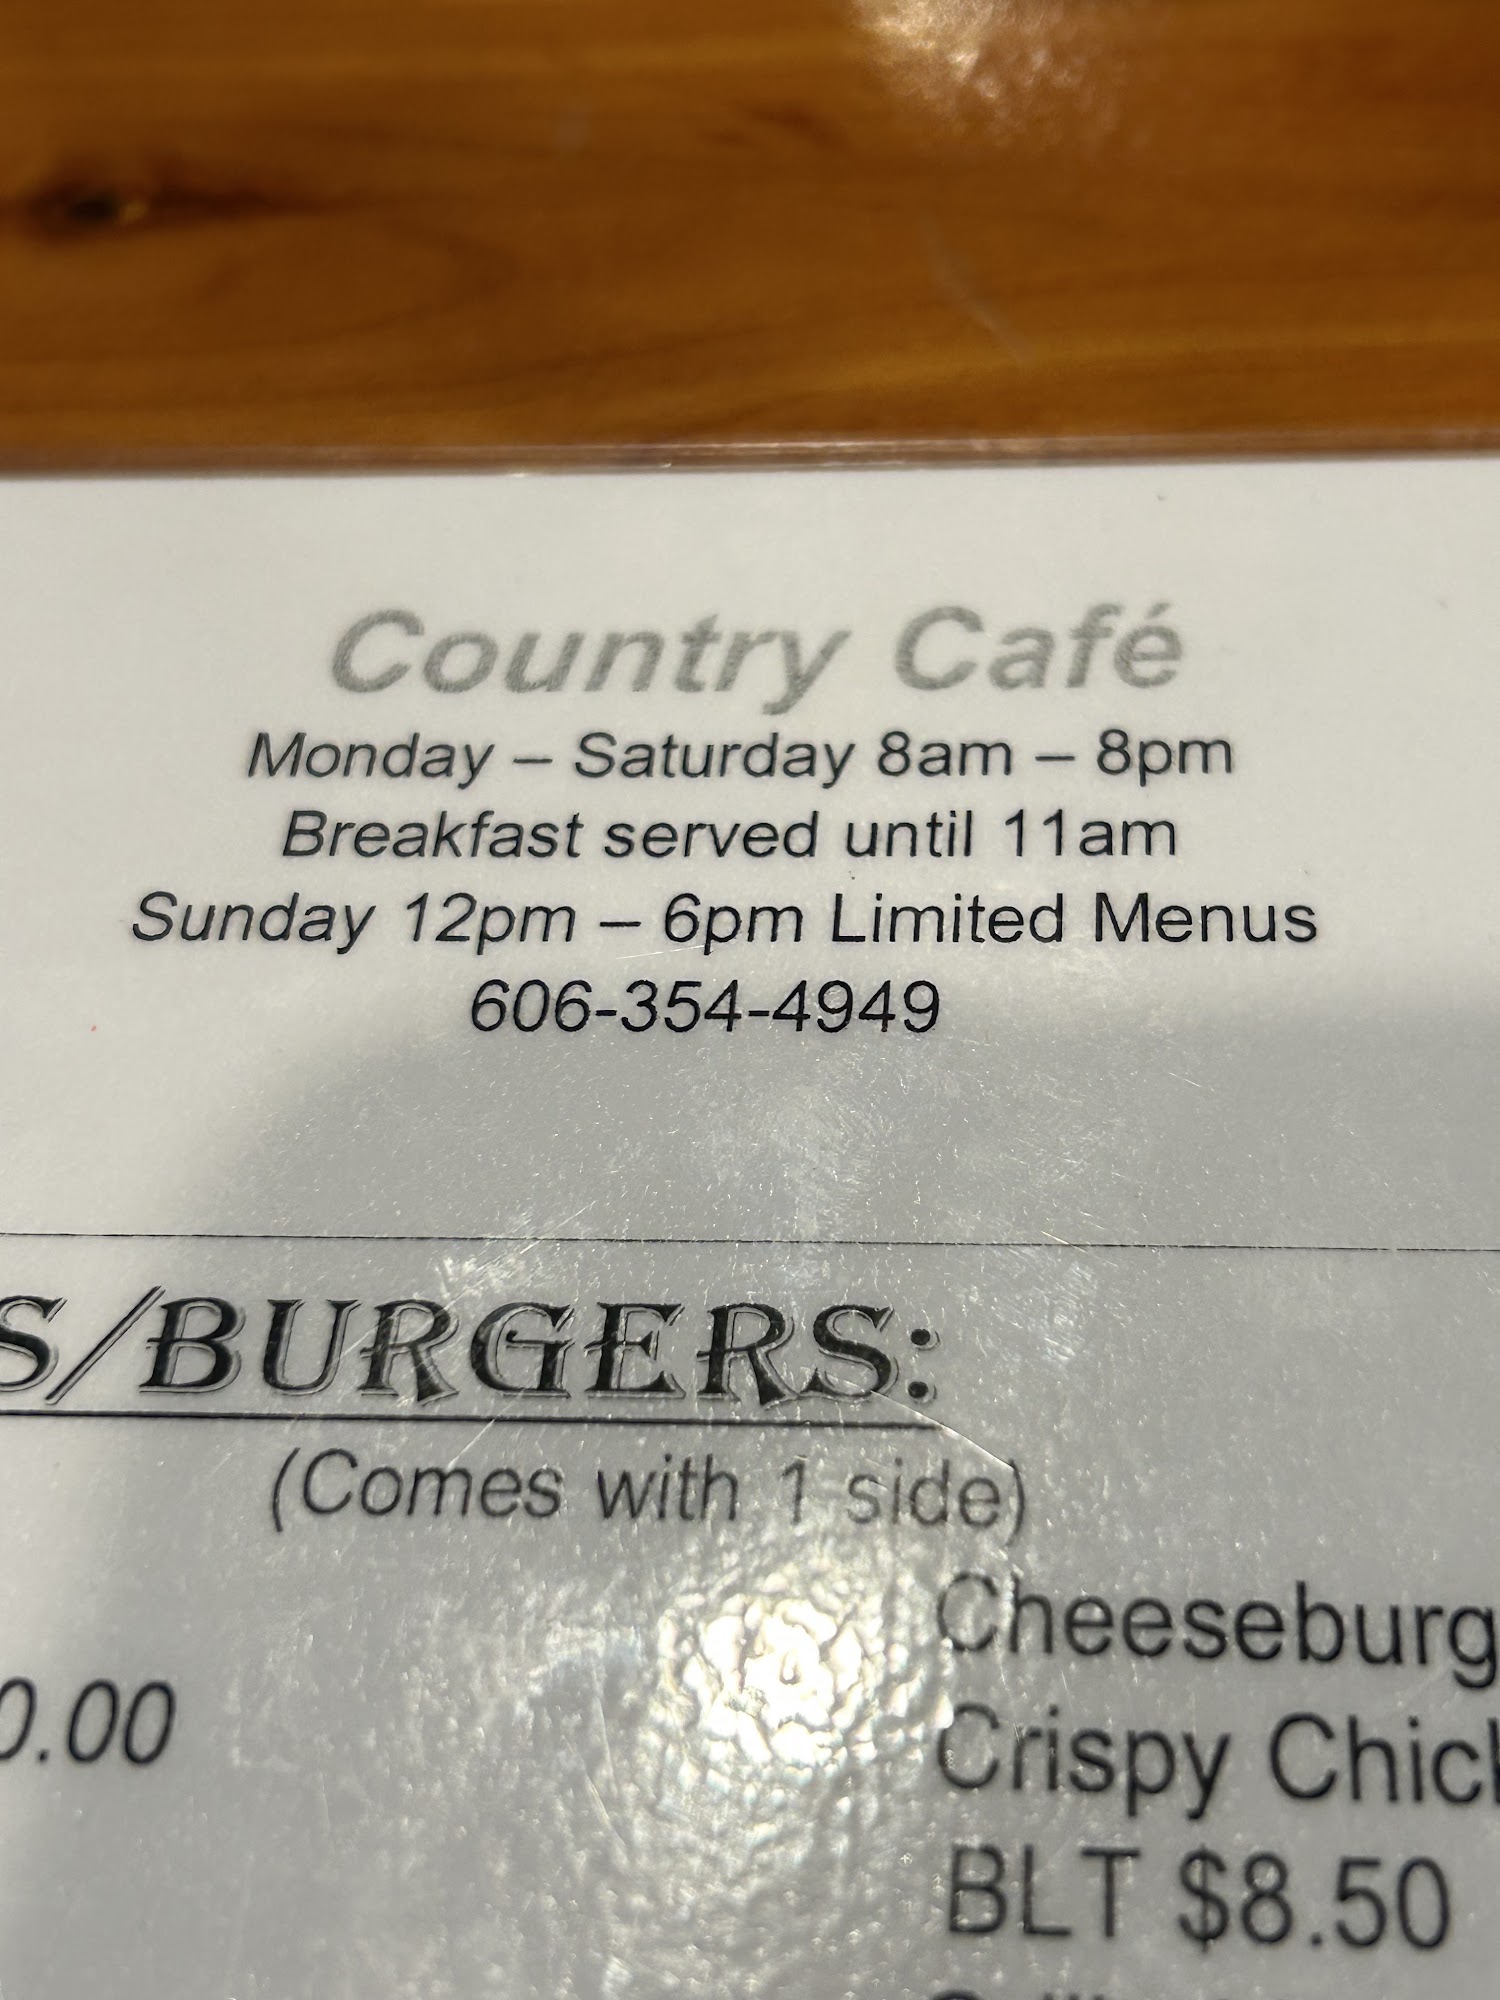 Country Café
Monday – Saturday 8am – 8pm
Breakfast served until 11am
Sunday 12pm – 6pm Limited Menus
606-354-4949
S/BURGERS:
(Comes with 1 side)
Cheeseburg
0.00
Crispy Chick
BLT $8.50